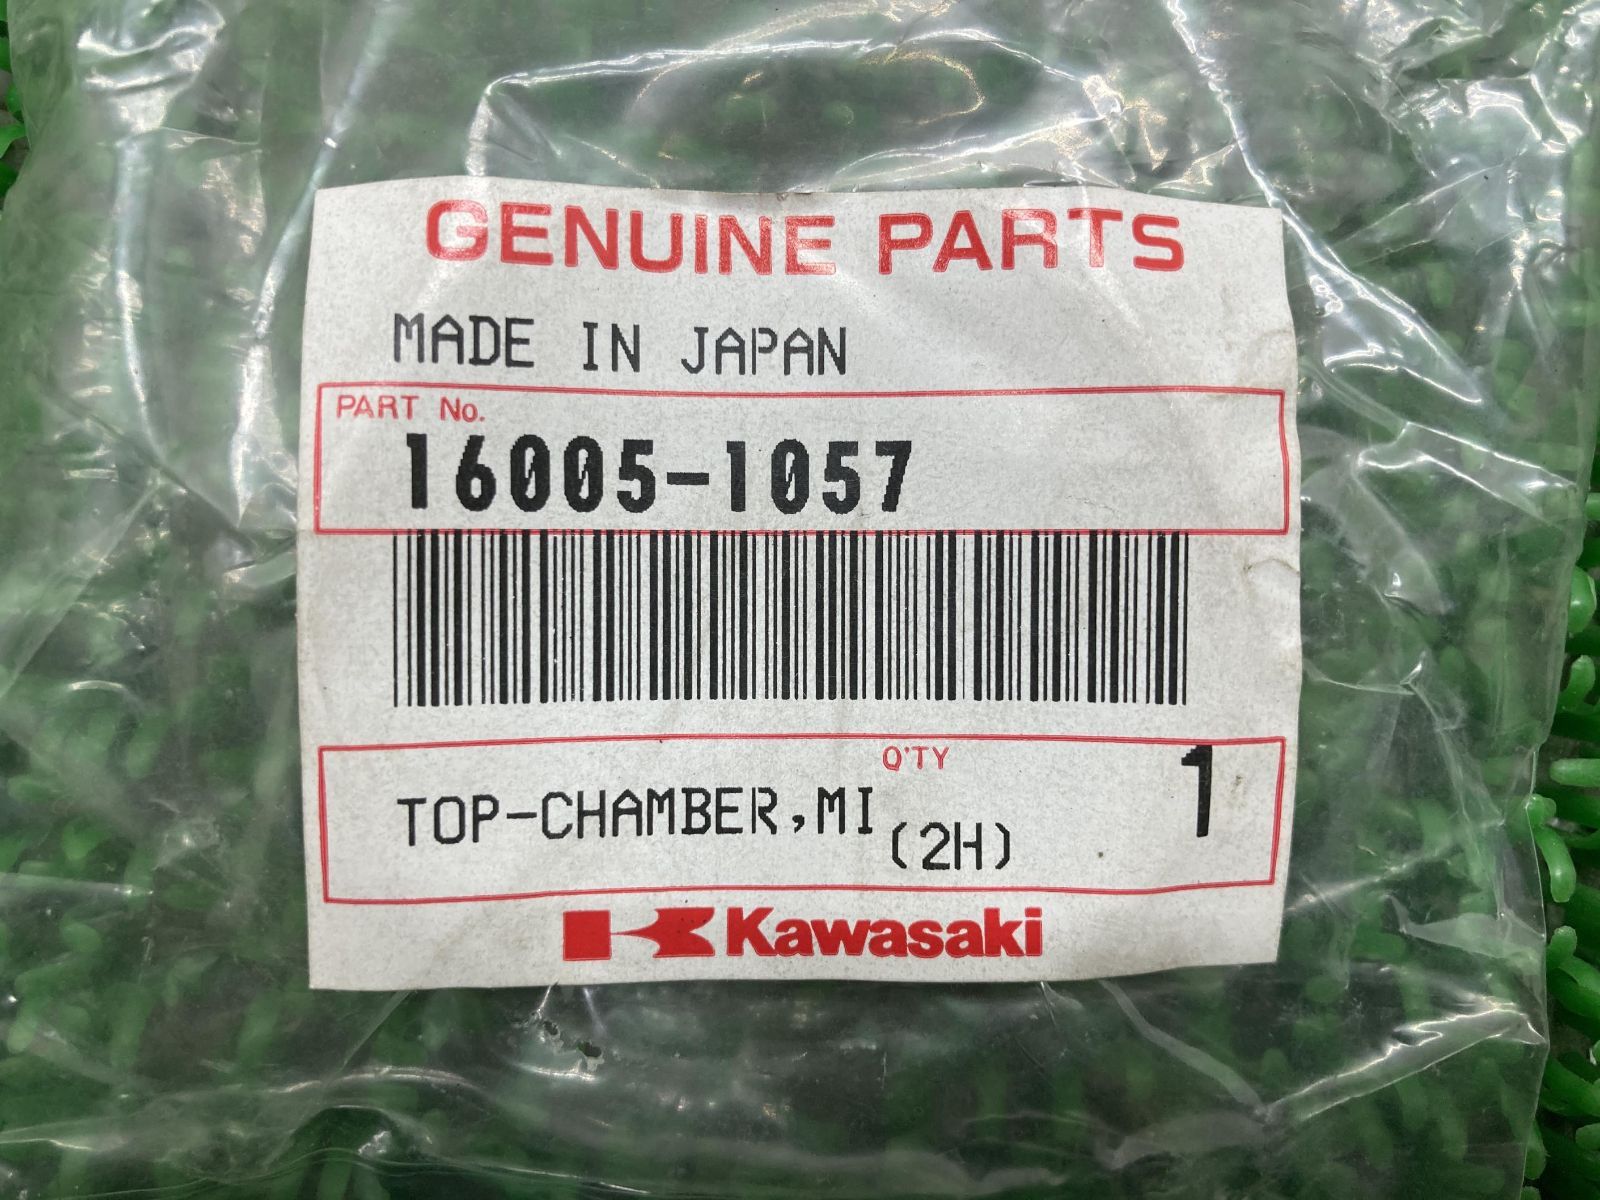 GENUINE PARTS
MADE IN JAPAN
PART No.
16005-1057
Q'TY
TOP-CHAMBER,MI (2H) 1
Kawasaki